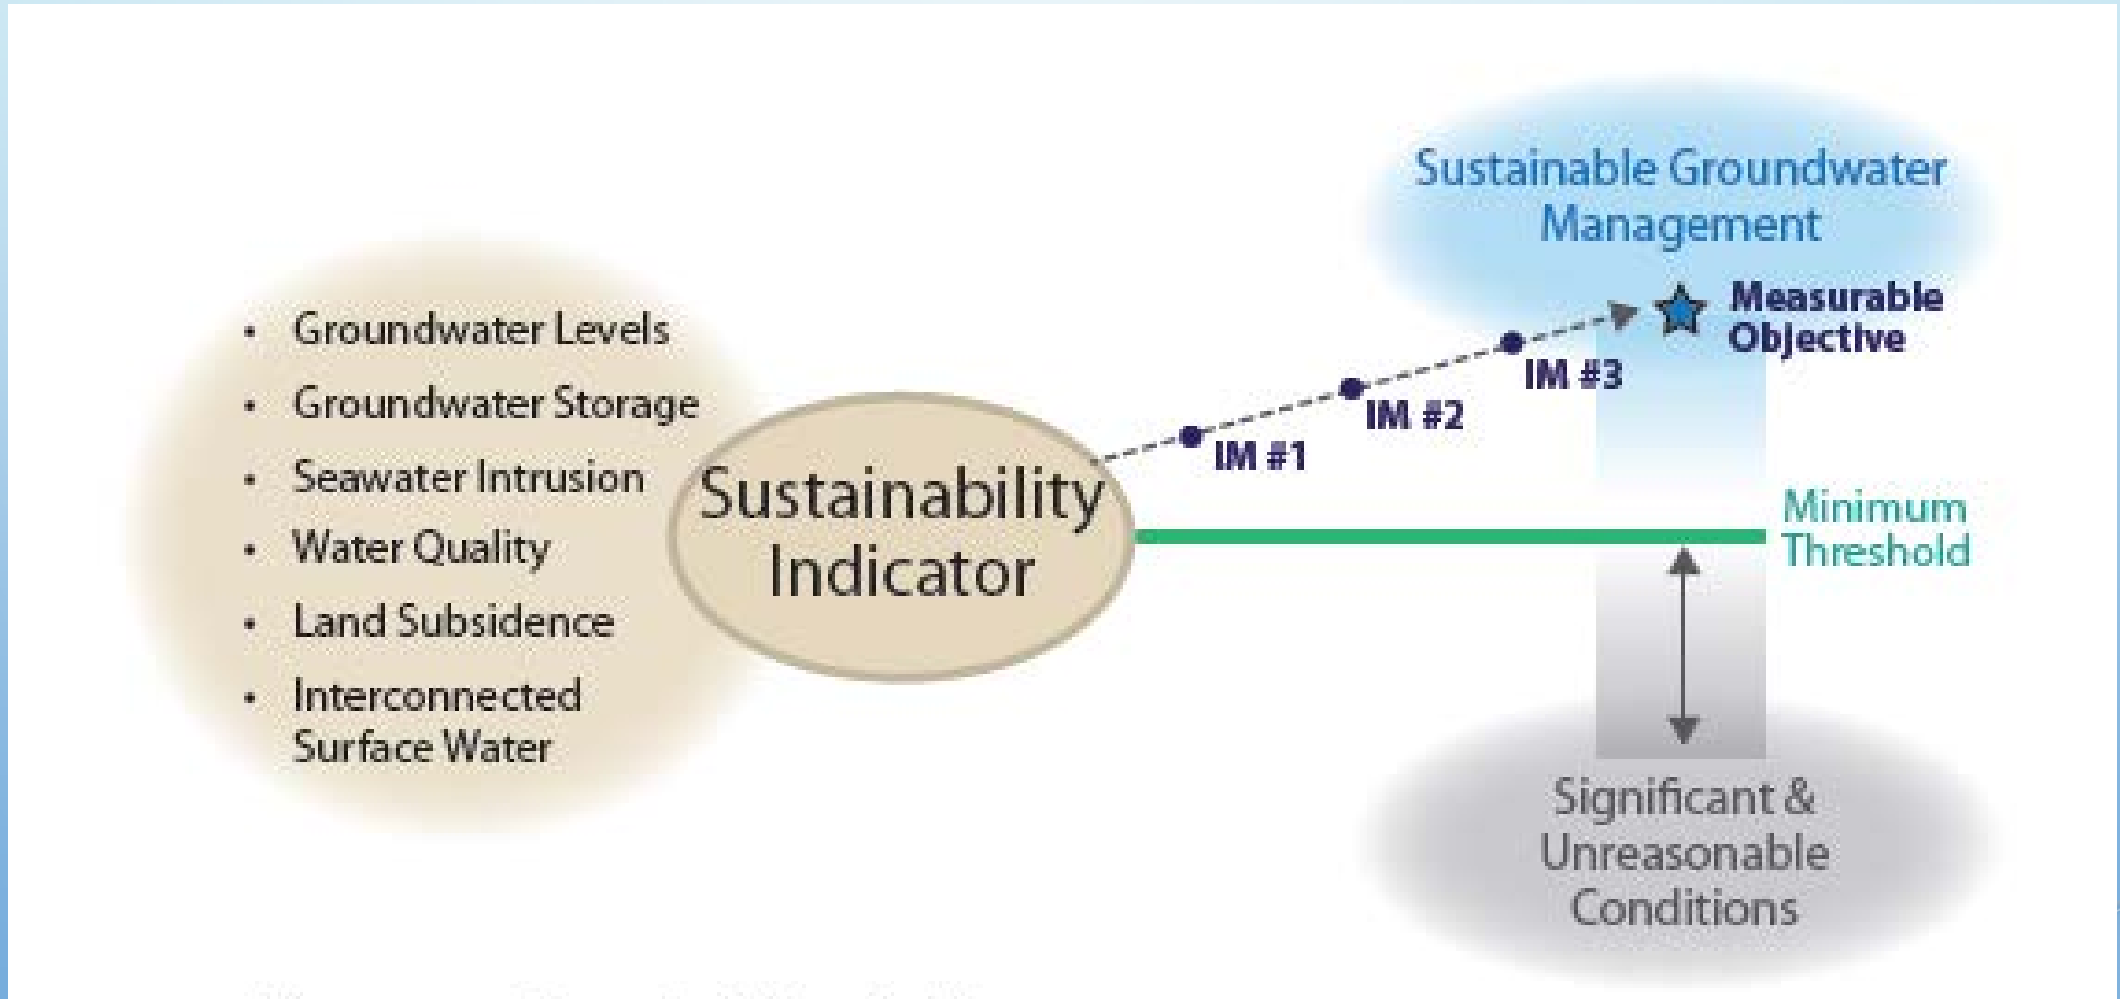 • Groundwater Levels
• Groundwater Storage
• Seawater Intrusion
• Water Quality
• Land Subsidence
• Interconnected
Surface Water
Sustainability
Indicator
IM #1
IM #2
IM #3
Sustainable Groundwater
Management
Measurable
Objective
Minimum
Threshold
Significant &
Unreasonable
Conditions